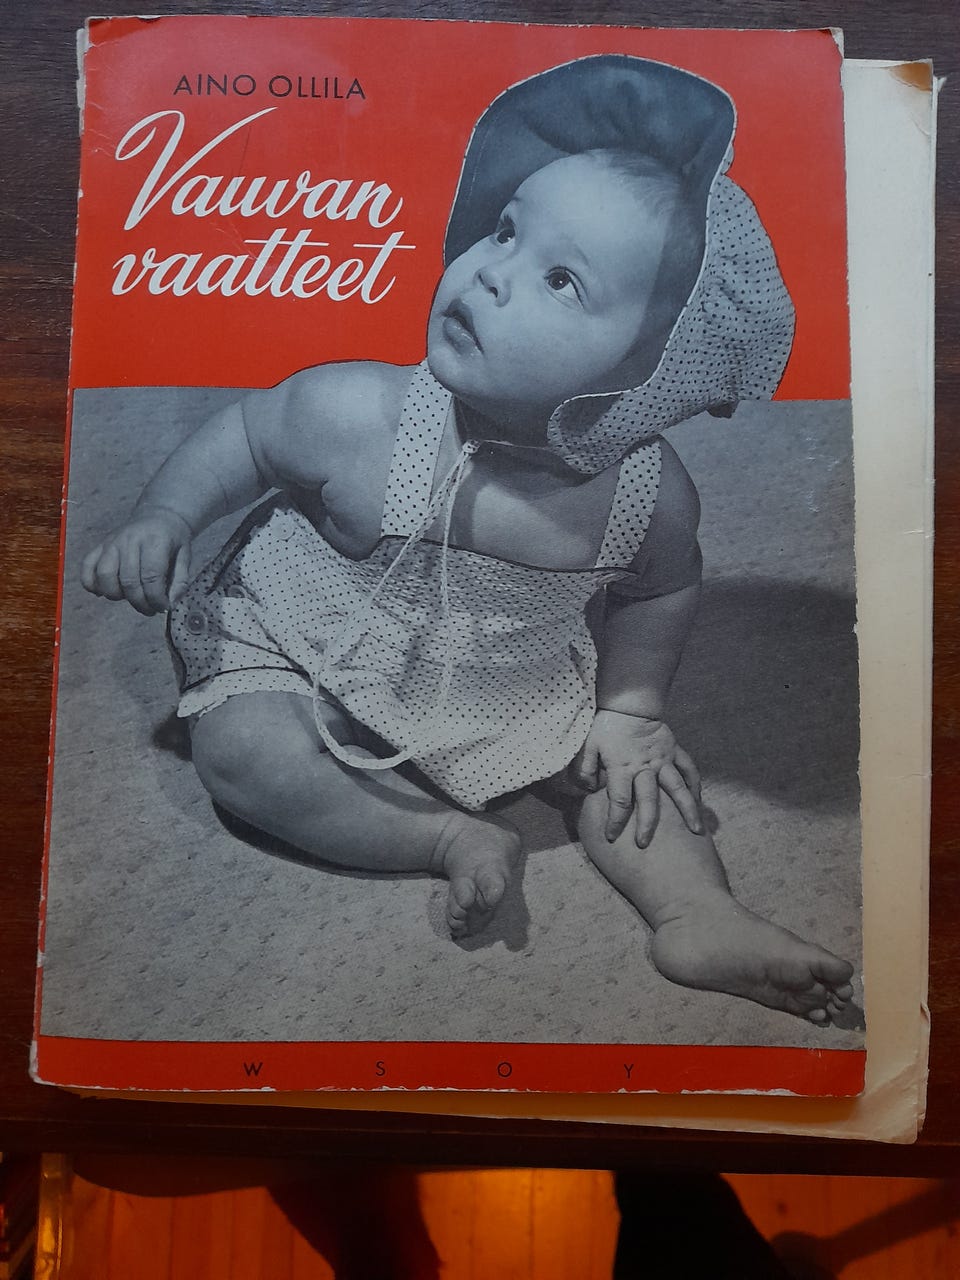 AINO OLLILA
Vauvan
vaatteet
W S O Y